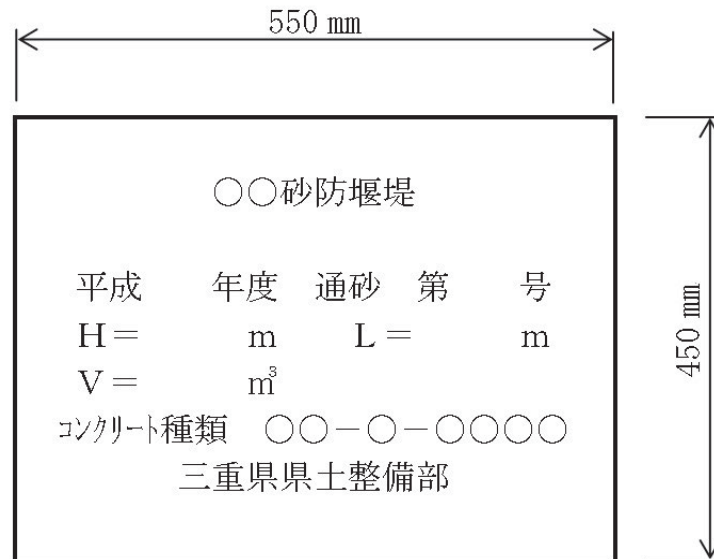 550 mm
○○砂防堰堤
平成　　年度　通砂　第　　号
H＝　　　m　　L＝　　　m
V＝　　　m³
ｺﾝｸﾘｰﾄ種類　○○－○－○○○○
三重県県土整備部
450 mm